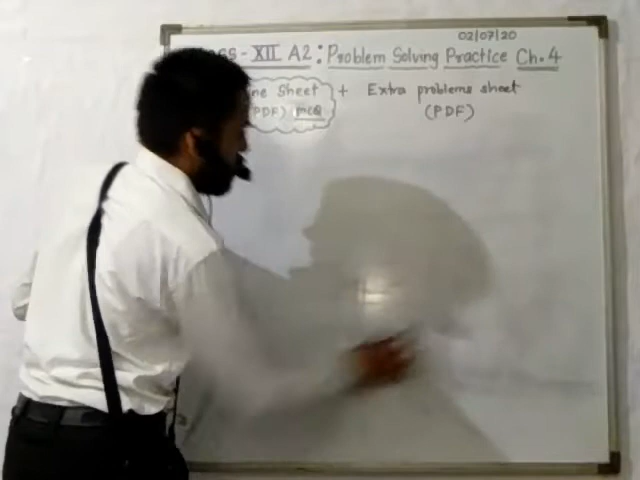 02/07/20
XII A2: Problem Solving Practice Ch. 4
Sheet + Extra problems sheet
(PDF) MCQ (PDF)